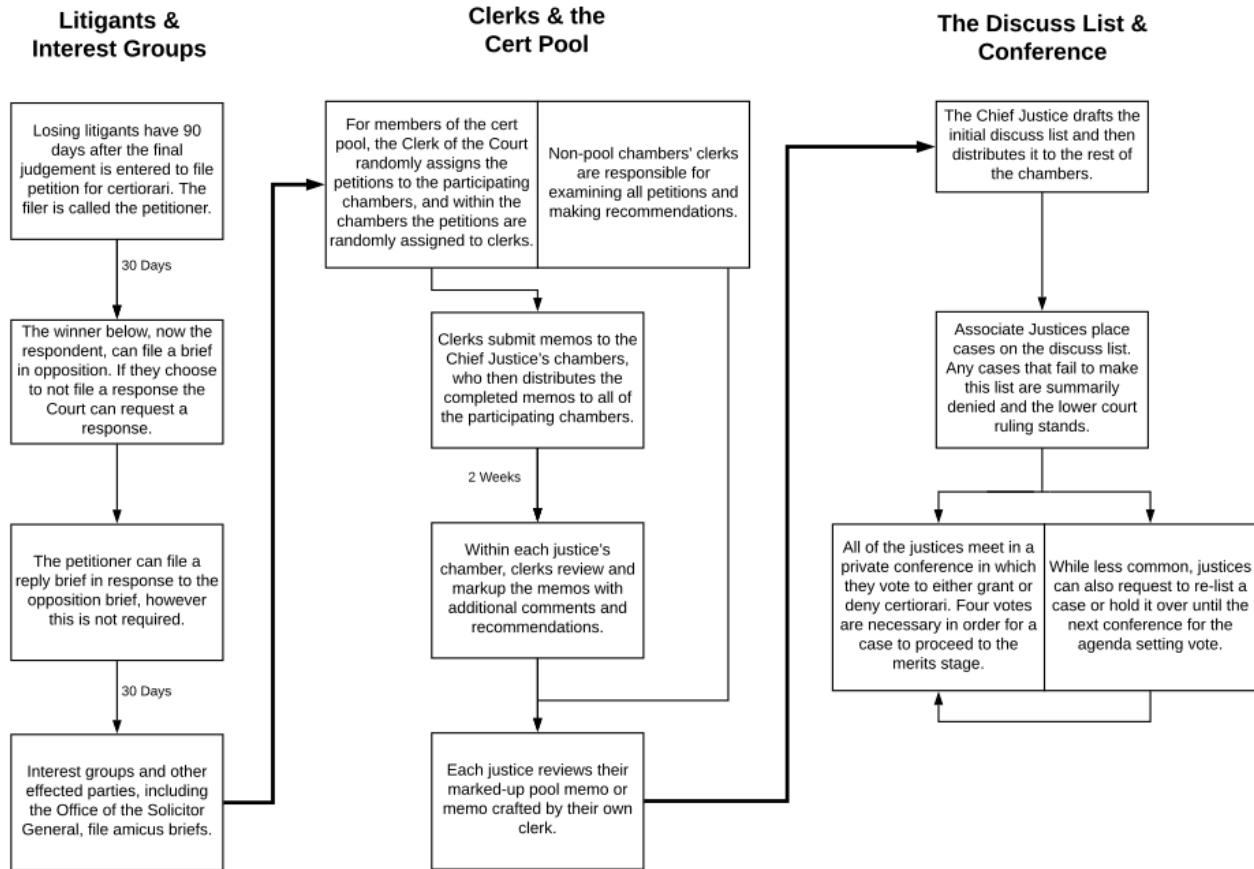 Litigants &
Interest Groups
Losing litigants have 90
days after the final
judgement is entered to file
petition for certiorari. The
filer is called the petitioner.
30 Days
The winner below, now the
respondent, can file a brief
in opposition. If they choose
to not file a response the
Court can request a
response.
The petitioner can file a
reply brief in response to the
opposition brief, however
this is not required.
30 Days
Interest groups and other
effected parties, including
the Office of the Solicitor
General, file amicus briefs.
Clerks & the
Cert Pool
For members of the cert
pool, the Clerk of the Court
randomly assigns the
petitions to the participating
chambers, and within the
chambers the petitions are
randomly assigned to clerks.
Non-pool chambers' clerks
are responsible for
examining all petitions and
making recommendations.
Clerks submit memos to the
Chief Justice's chambers,
who then distributes the
completed memos to all of
the participating chambers.
2 Weeks
Within each justice's
chamber, clerks review and
markup the memos with
additional comments and
recommendations.
Each justice reviews their
marked-up pool memo or
memo crafted by their own
clerk.
The Discuss List &
Conference
The Chief Justice drafts the
initial discuss list and then
distributes it to the rest of
the chambers.
Associate Justices place
cases on the discuss list.
Any cases that fail to make
this list are summarily
denied and the lower court
ruling stands.
All of the justices meet in a
private conference in which
they vote to either grant or
deny certiorari. Four votes
are necessary in order for a
case to proceed to the
merits stage.
While less common, justices
can also request to re-list a
case or hold it over until the
next conference for the
agenda setting vote.